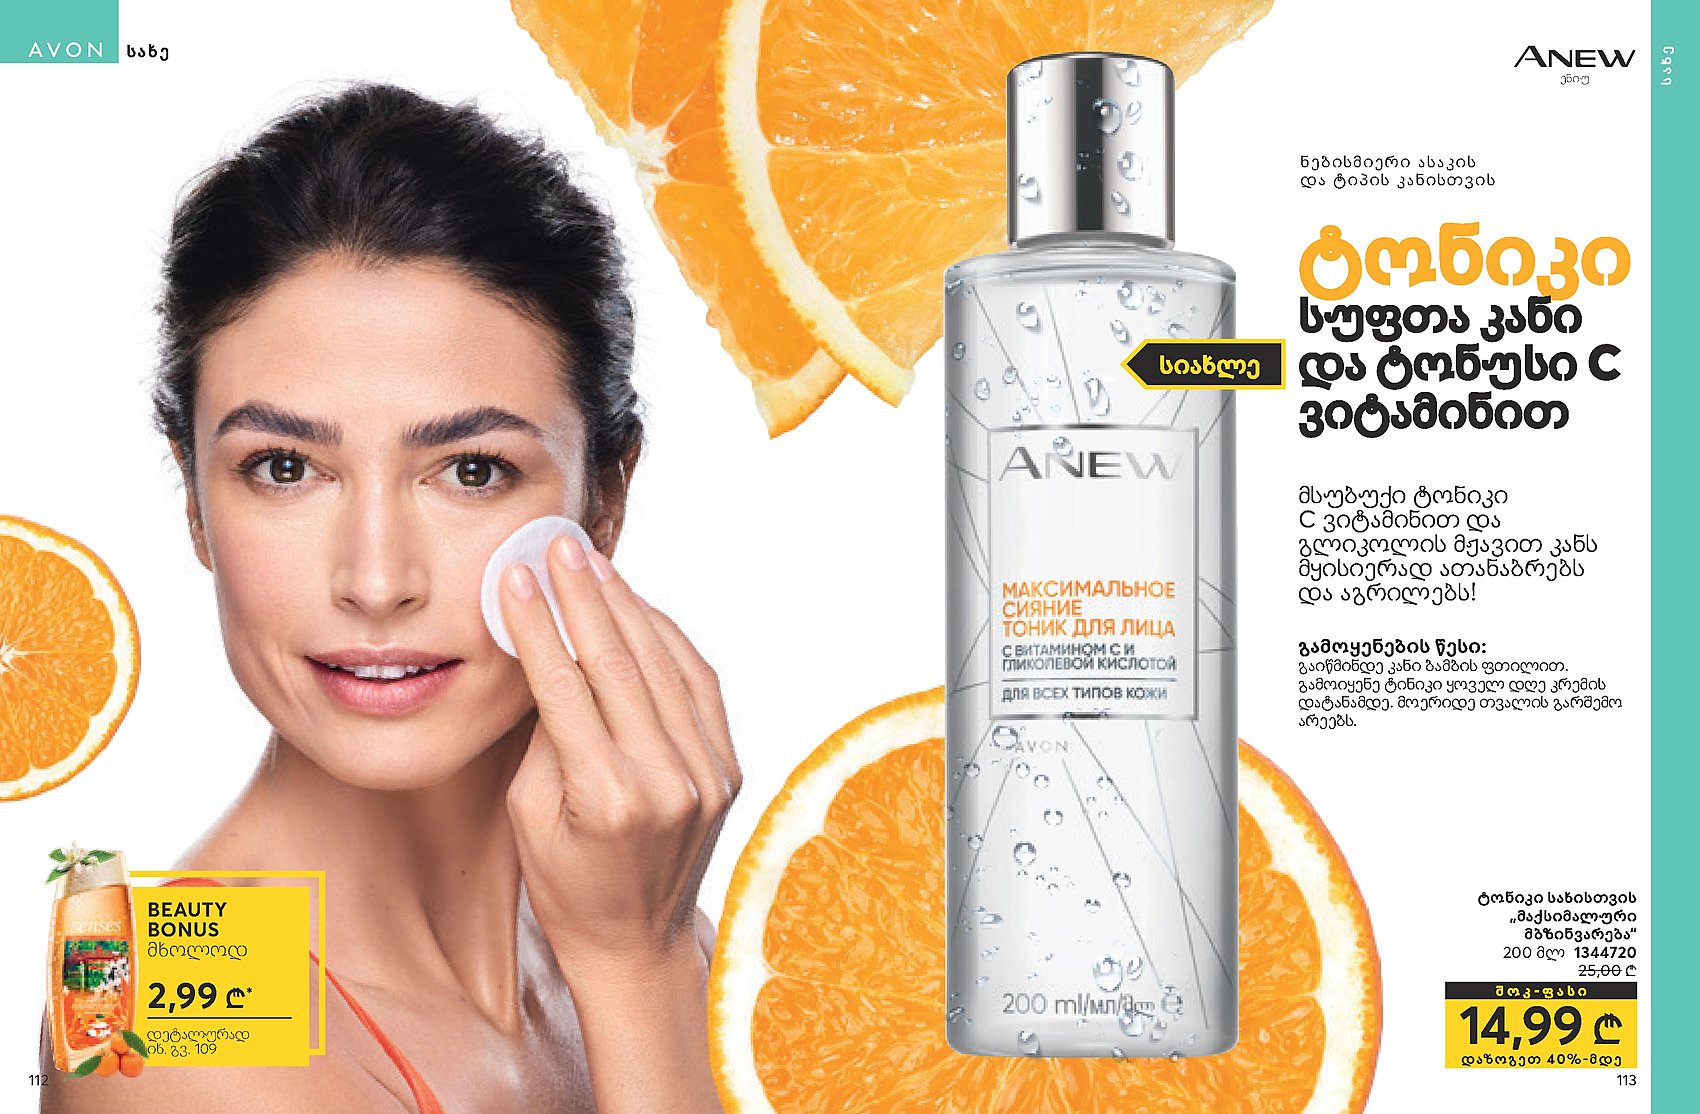 AVON სახე
SENSES
BEAUTY
BONUS
მხოლოდ
2,99 ₾*
დეტალურად
იხ. გვ. 109
112
ANEW
ენიუ
სახე
ნებისმიერი ასაკის
და ტიპის კანისთვის
ტონიკი
სუფთა კანი
და ტონუსი C
ვიტამინით
სიახლე
მსუბუქი ტონიკი
C ვიტამინით და
გლიკოლის მჟავით კანს
მყისიერად ათანაბრებს
და აგრილებს!
გამოყენების წესი:
გაიწმინდე კანი ბამბის ფთილით.
გამოიყენე ტინიკი ყოველ დღე კრემის
დატანამდე. მოერიდე თვალის გარშემო
არეებს.
ANEW
МАКСИМАЛЬНОЕ
СИЯНИЕ
ТОНИК ДЛЯ ЛИЦА
С ВИТАМИНОМ С И
ГЛИКОЛЕВОЙ КИСЛОТОЙ
ДЛЯ ВСЕХ ТИПОВ КОЖИ
AVON
200 ml/мл/მლ ℮
ტონიკი სახისთვის
„მაქსიმალური
მბზინვარება“
200 მლ 1344720
25,00 ₾
შოკ-ფასი
14,99 ₾
დაზოგეთ 40%-მდე
113